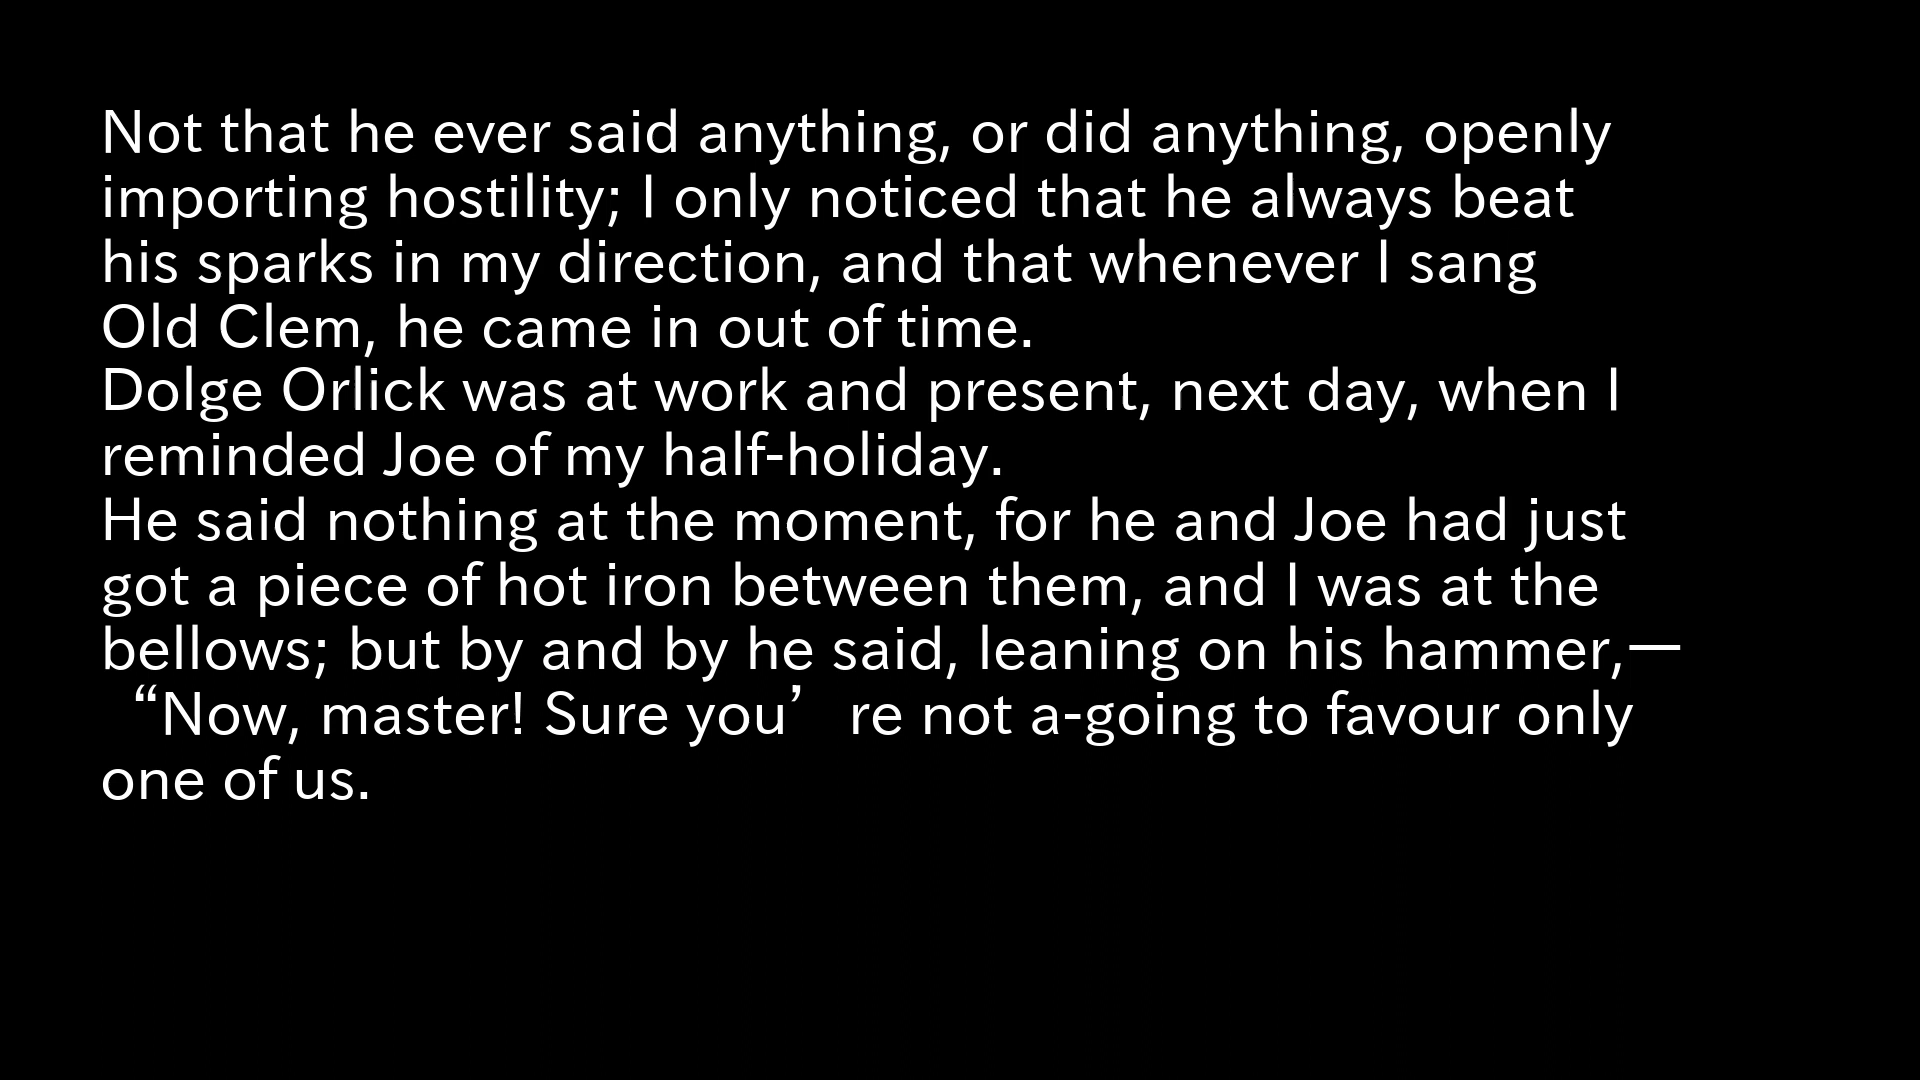 Not that he ever said anything, or did anything, openly
importing hostility; I only noticed that he always beat
his sparks in my direction, and that whenever I sang
Old Clem, he came in out of time.
Dolge Orlick was at work and present, next day, when I
reminded Joe of my half-holiday.
He said nothing at the moment, for he and Joe had just
got a piece of hot iron between them, and I was at the
bellows; but by and by he said, leaning on his hammer,—
“Now, master! Sure you’re not a-going to favour only
one of us.